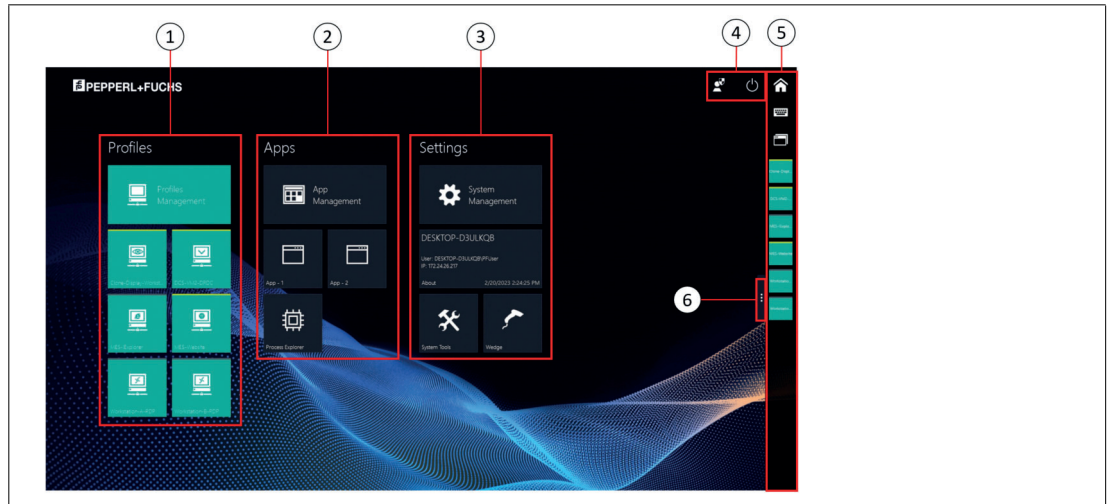 1
2
3
4
5
PEPPERL+FUCHS
Profiles
Profiles
Management
Apps
App
Management
App - 1
App - 2
Process Explorer
Settings
System
Management
DESKTOP-D3ULKQB
User: DESKTOP-D3ULKQB\PFUser
IP: 172.24.26.217
About
2/20/2023 2:24:25 PM
System Tools
Wedge
6